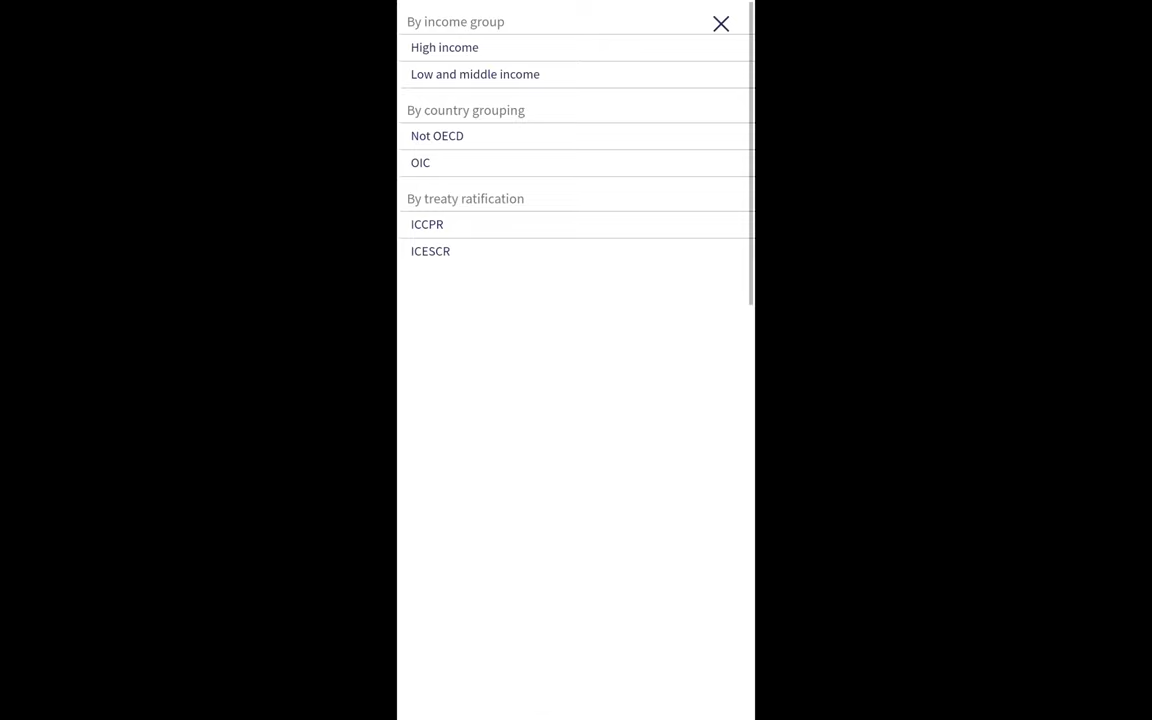 By income group
High income
Low and middle income
By country grouping
Not OECD
OIC
By treaty ratification
ICCPR
ICESCR